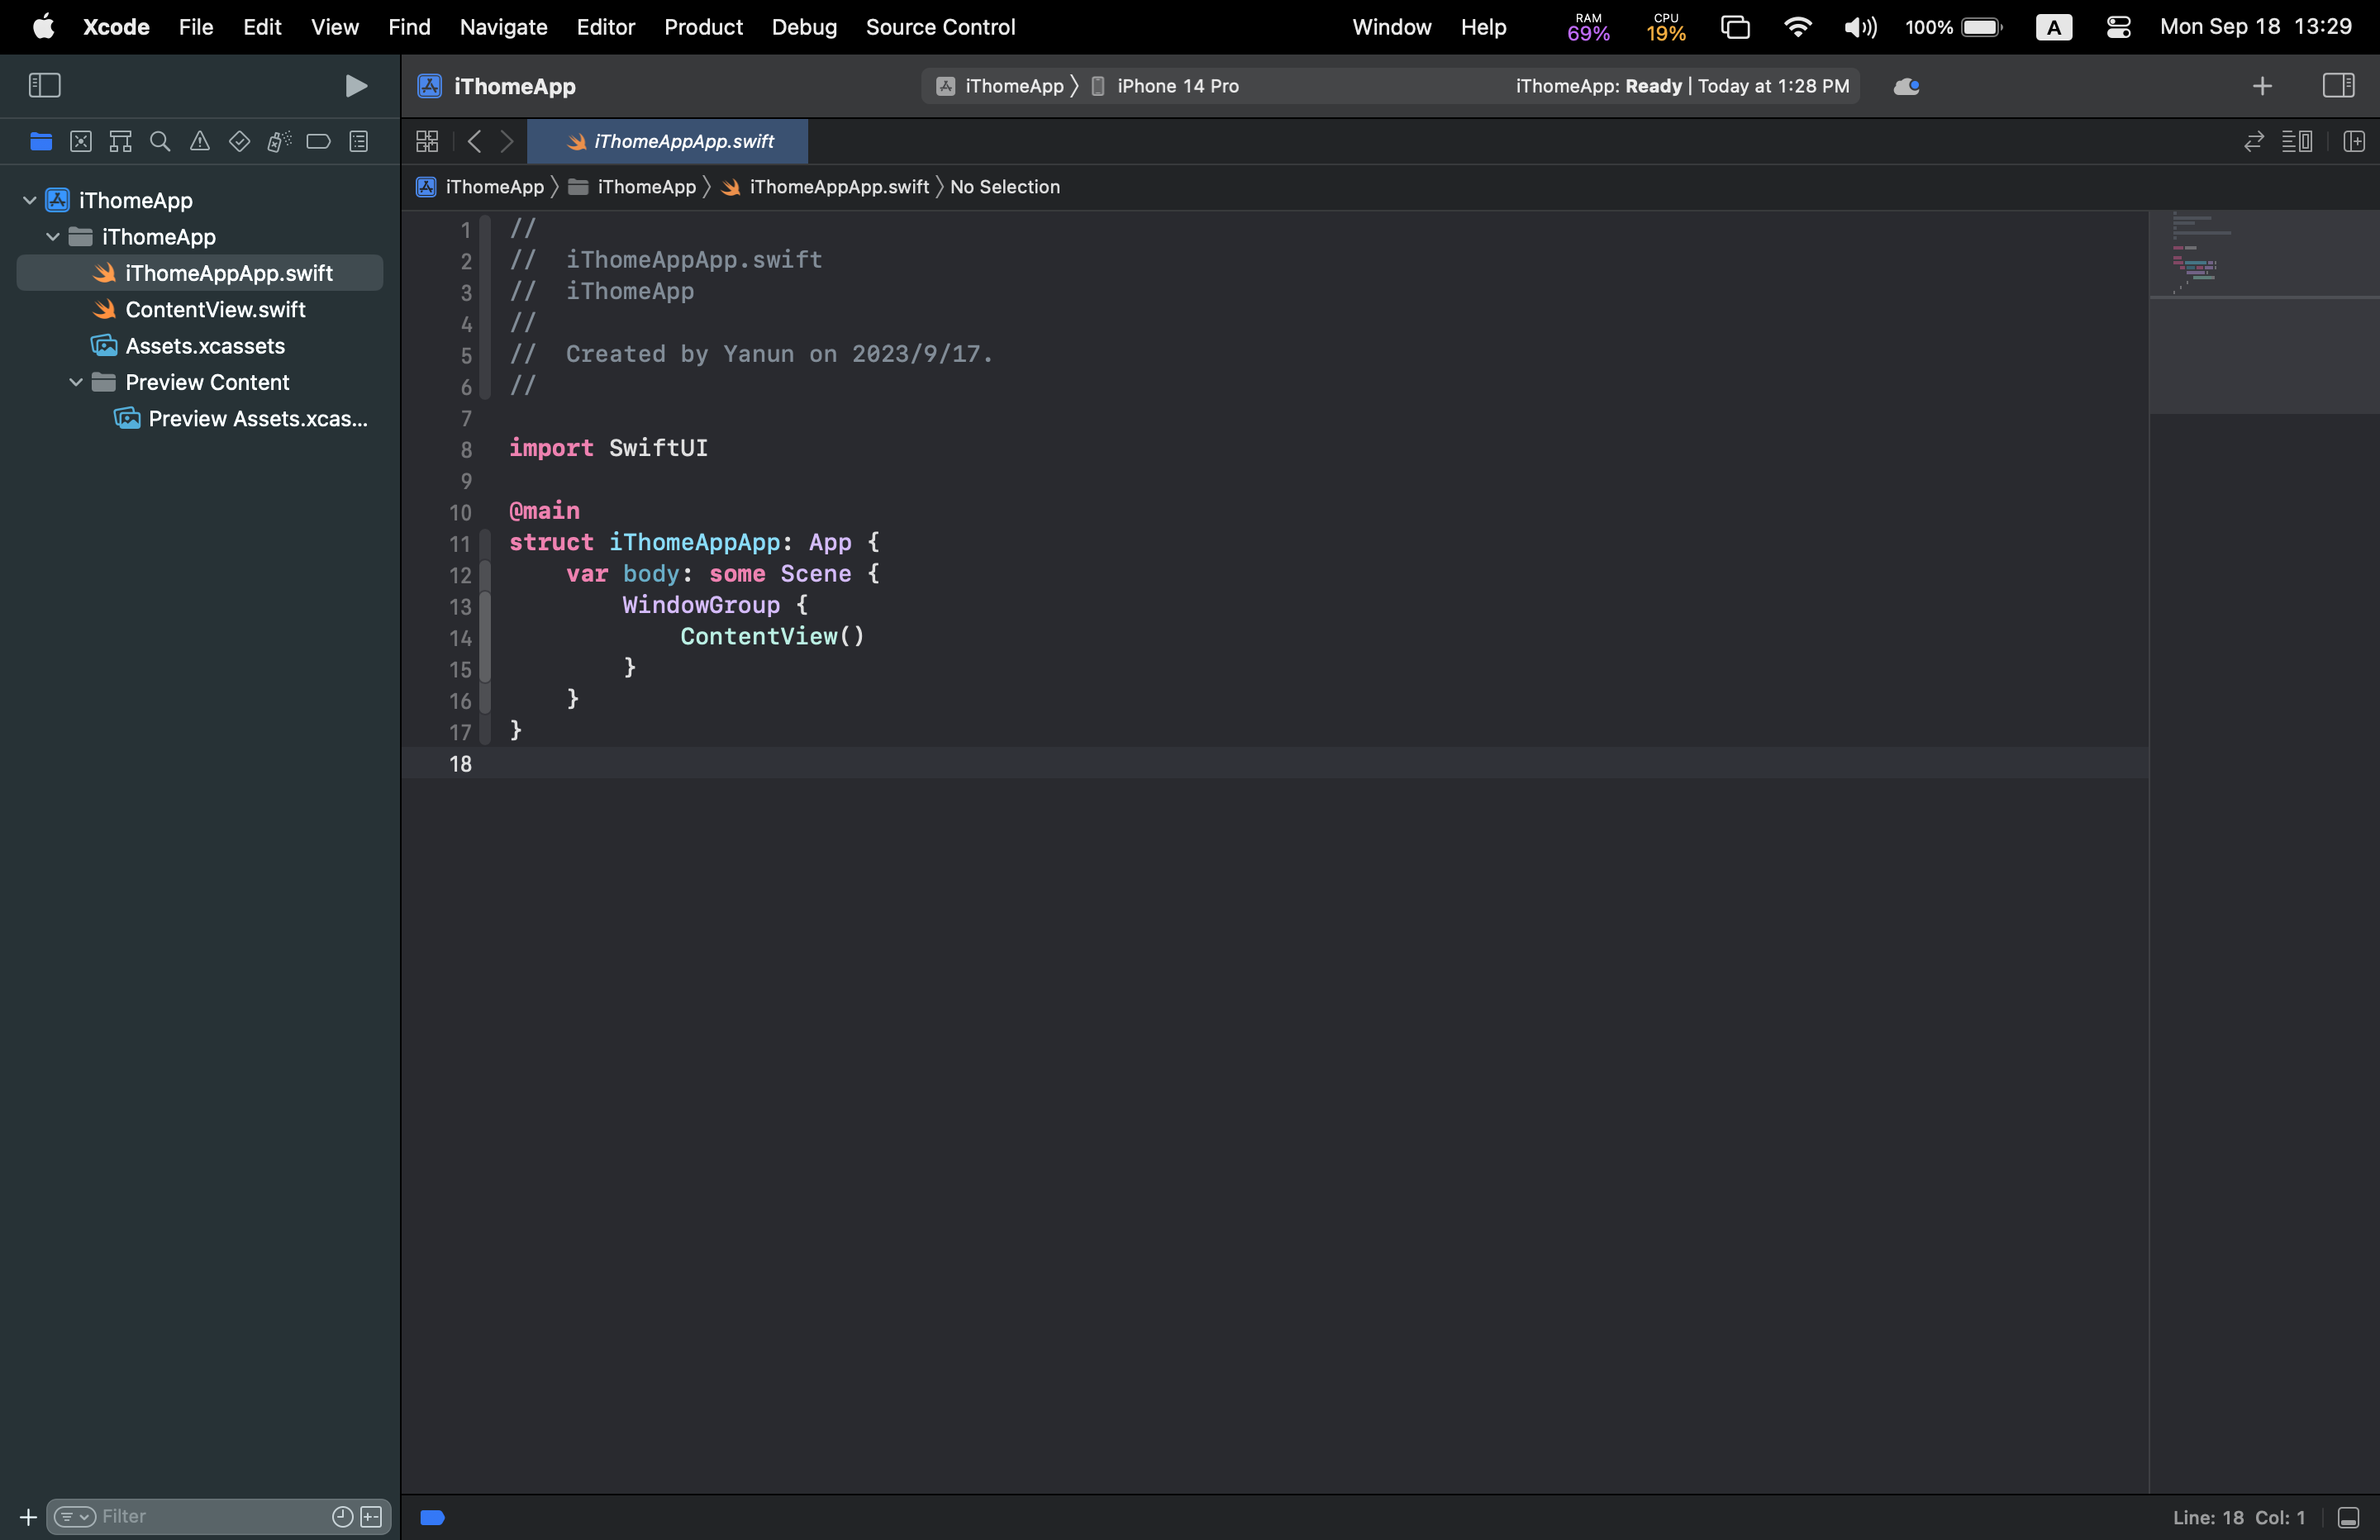 Xcode File Edit View Find Navigate Editor Product Debug Source Control Window Help RAM 69% CPU 19% 100% A Mon Sep 18 13:29
iThomeApp iThomeApp iPhone 14 Pro iThomeApp: Ready | Today at 1:28 PM
iThomeAppApp.swift
iThomeApp iThomeApp iThomeAppApp.swift No Selection
iThomeApp
iThomeApp
iThomeAppApp.swift
ContentView.swift
Assets.xcassets
Preview Content
Preview Assets.xcas...
1 //
2 //  iThomeAppApp.swift
3 //  iThomeApp
4 //
5 //  Created by Yanun on 2023/9/17.
6 //
7
8 import SwiftUI
9
10 @main
11 struct iThomeAppApp: App {
12     var body: some Scene {
13         WindowGroup {
14             ContentView()
15         }
16     }
17 }
18
Filter
Line: 18 Col: 1